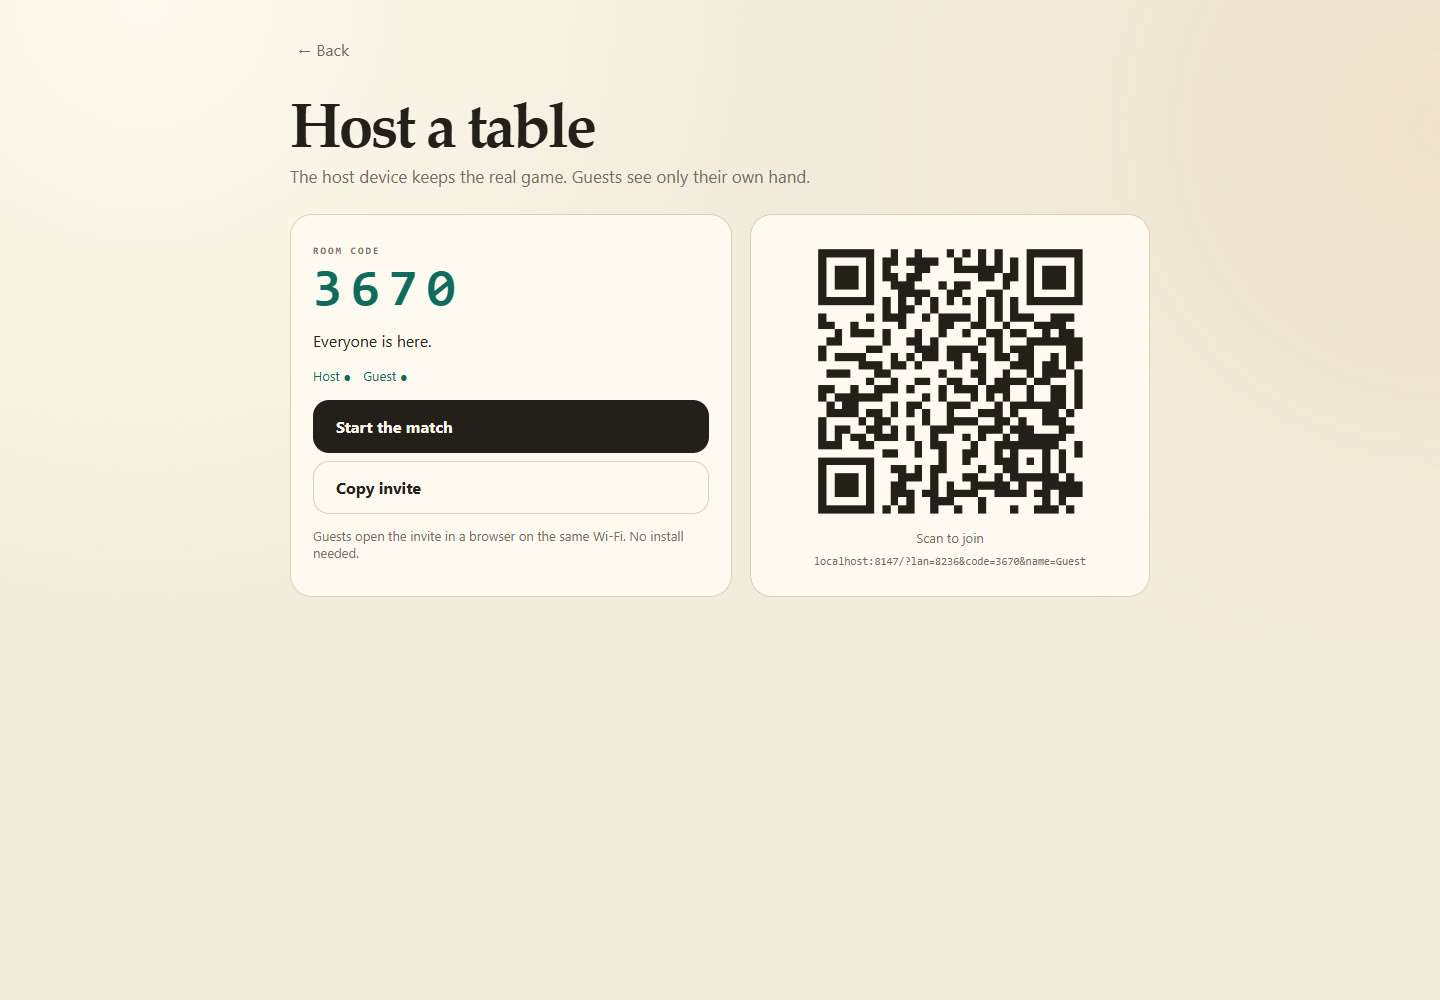 ← Back
Host a table
The host device keeps the real game. Guests see only their own hand.
ROOM CODE
3670
Everyone is here.
Host ● Guest ●
Start the match
Copy invite
Guests open the invite in a browser on the same Wi-Fi. No install
needed.
Scan to join
localhost:8147/?lan=8236&code=3670&name=Guest